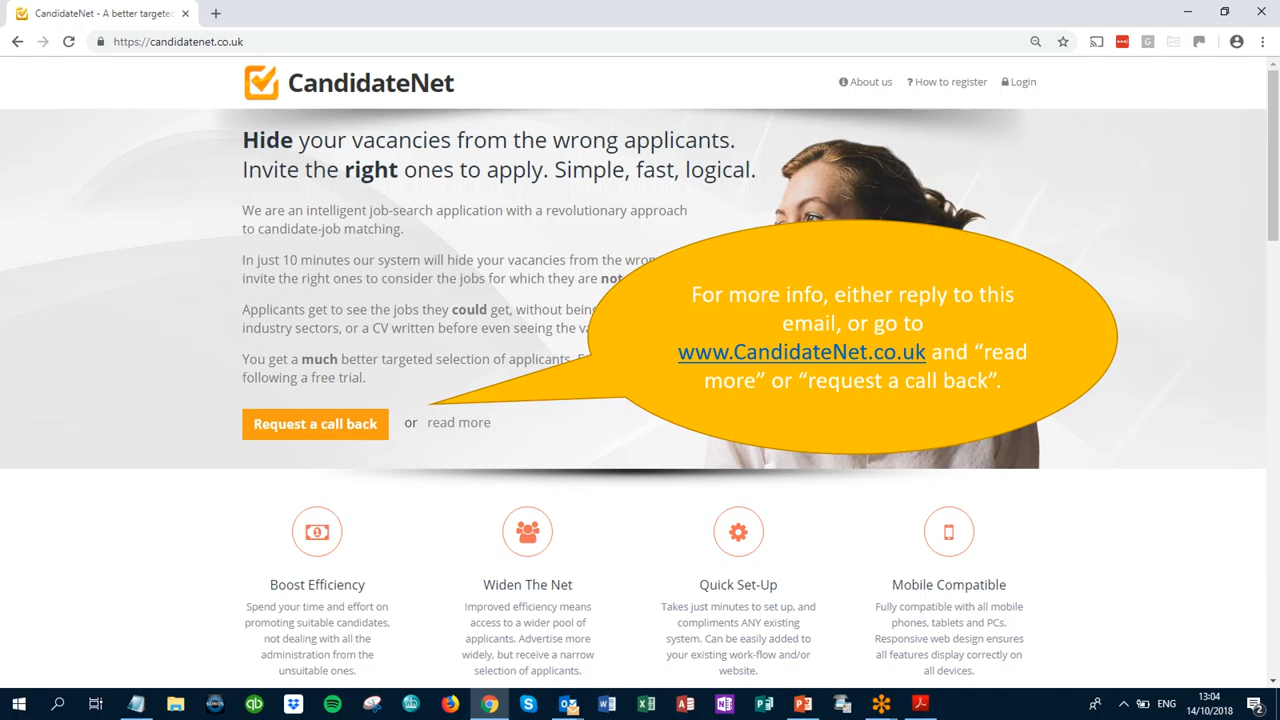 CandidateNet - A better targeted
https://candidatenet.co.uk
CandidateNet
About us
? How to register
Login
Hide your vacancies from the wrong applicants.
Invite the right ones to apply. Simple, fast, logical.
We are an intelligent job-search application with a revolutionary approach
to candidate-job matching.
In just 10 minutes our system will hide your vacancies from the
invite the right ones to consider the jobs for which they are
Applicants get to see the jobs they could get, without
industry sectors, or a CV written before even seeing the
You get a much better targeted selection of applicants.
following a free trial.
Request a call back or read more
For more info, either reply to this
email, or go to
www.CandidateNet.co.uk and “read
more” or “request a call back”.
Boost Efficiency
Spend your time and effort on
promoting suitable candidates,
not dealing with all the
administration from the
unsuitable ones.
Widen The Net
Improved efficiency means
access to a wider pool of
applicants. Advertise more
widely, but receive a narrow
selection of applicants.
Quick Set-Up
Takes just minutes to set up, and
compliments ANY existing
system. Can be easily added to
your existing work-flow and/or
website.
Mobile Compatible
Fully compatible with all mobile
phones, tablets and PCs.
Responsive web design ensures
all features display correctly on
all devices.
ENG
13:04
14/10/2018
2